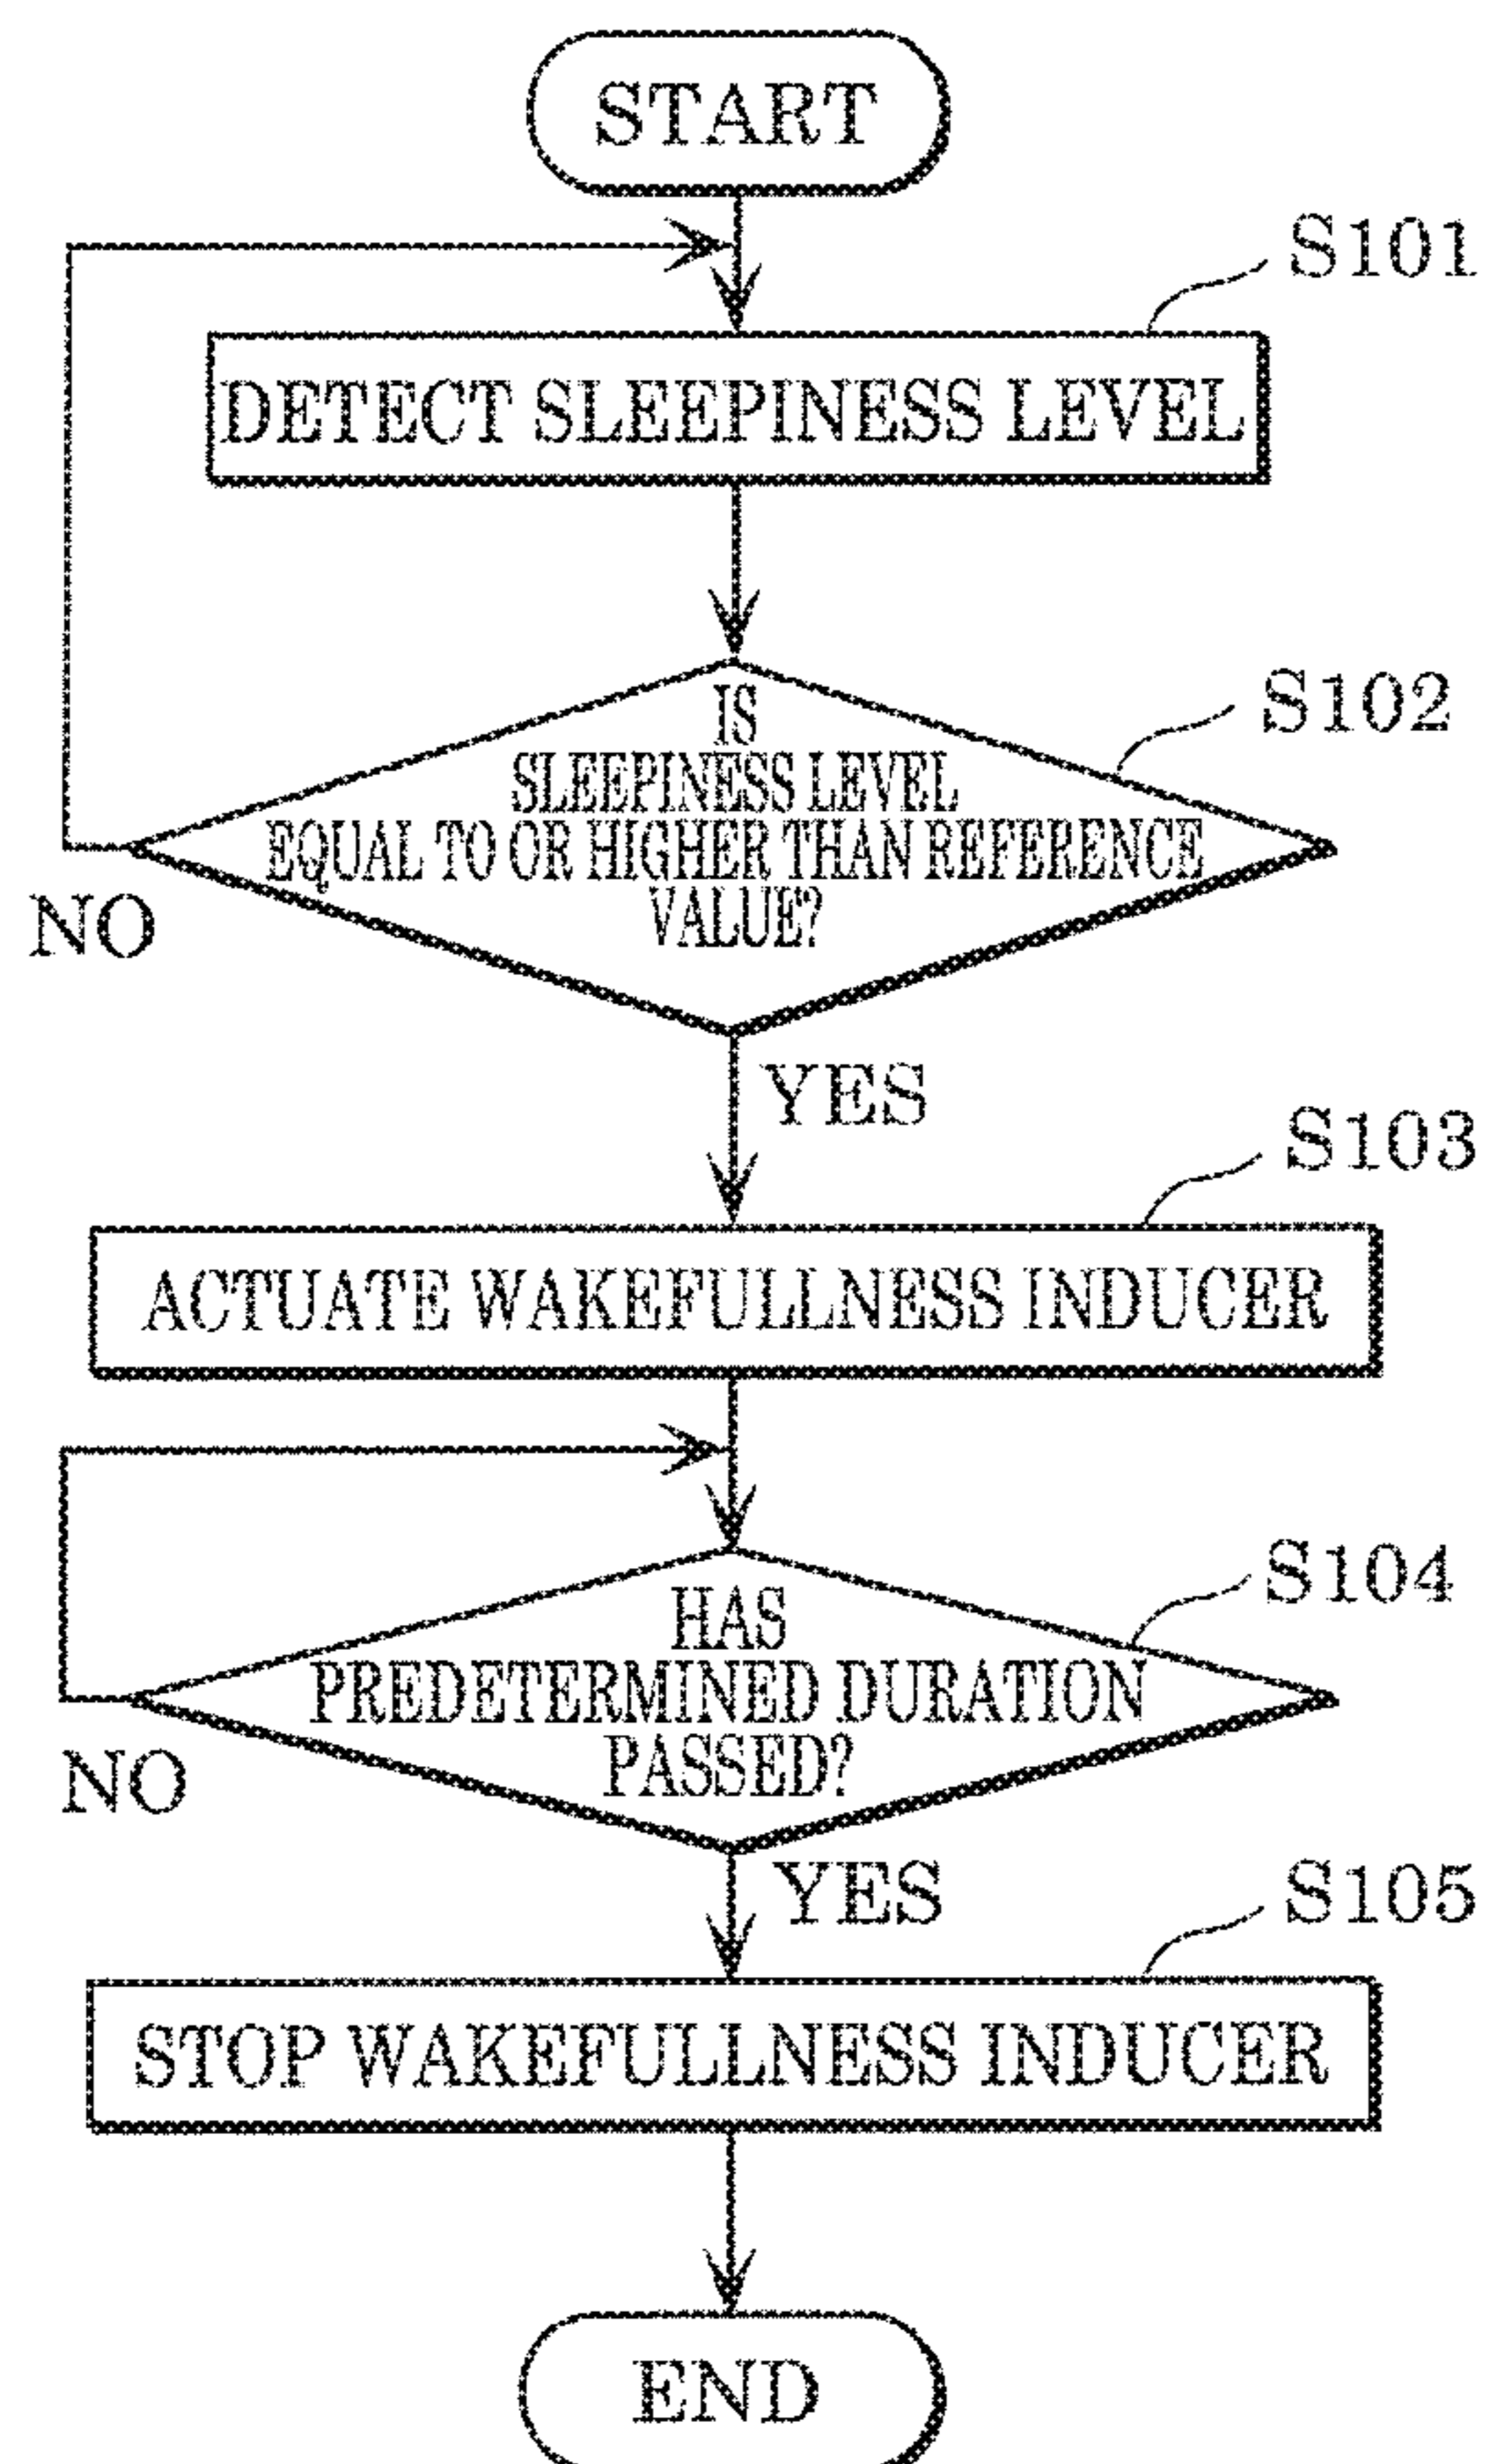 START
S101
DETECT SLEEPINESS LEVEL
S102
IS
SLEEPINESS LEVEL
EQUAL TO OR HIGHER THAN REFERENCE
VALUE?
NO
YES
S103
ACTUATE WAKEFULLNESS INDUCER
S104
HAS
PREDETERMINED DURATION
PASSED?
NO
YES
S105
STOP WAKEFULLNESS INDUCER
END